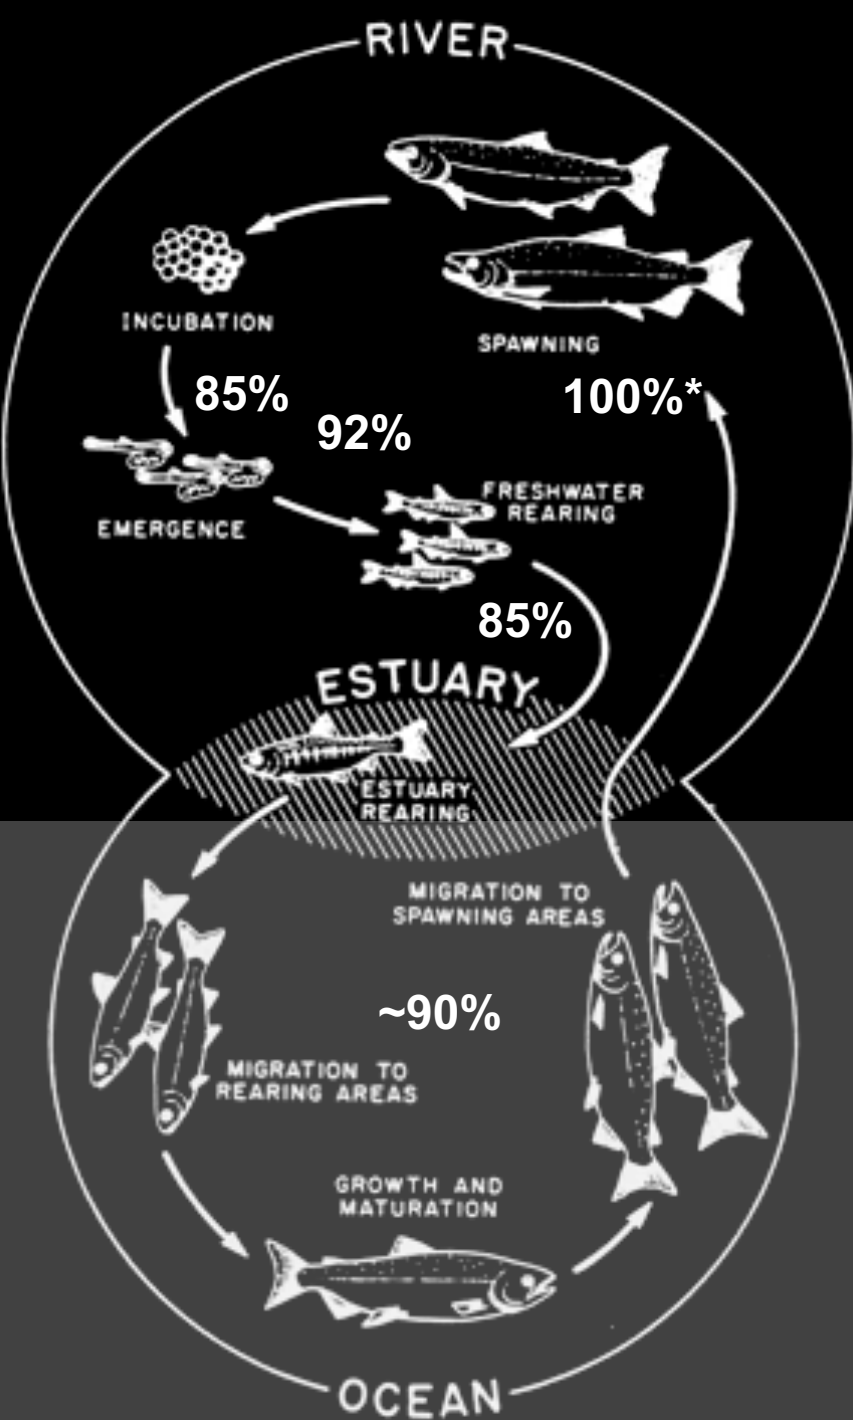 RIVER
INCUBATION
SPAWNING
85%
100%*
92%
EMERGENCE
FRESHWATER
REARING
85%
ESTUARY
ESTUARY
REARING
MIGRATION TO
SPAWNING AREAS
~90%
MIGRATION TO
REARING AREAS
GROWTH AND
MATURATION
OCEAN